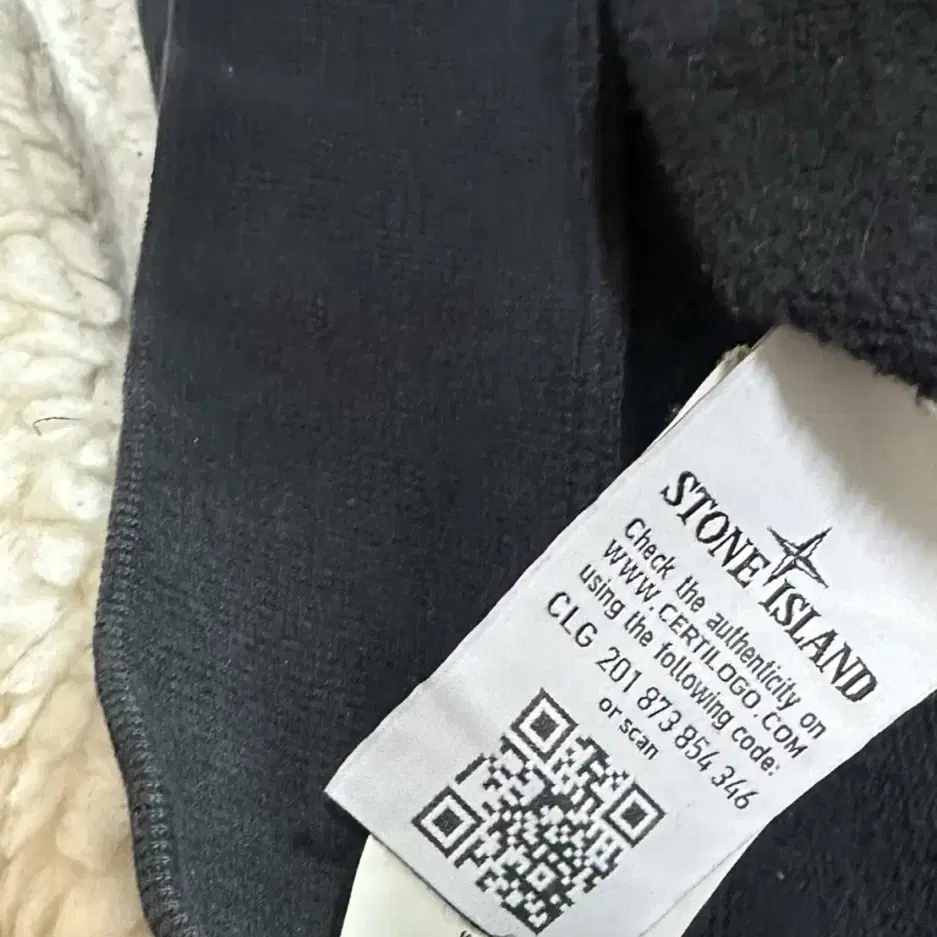 STONE ISLAND
Check the authenticity on
WWW.CERTILOGO.COM
using the following code:
CLG 201 873 854 346
or scan